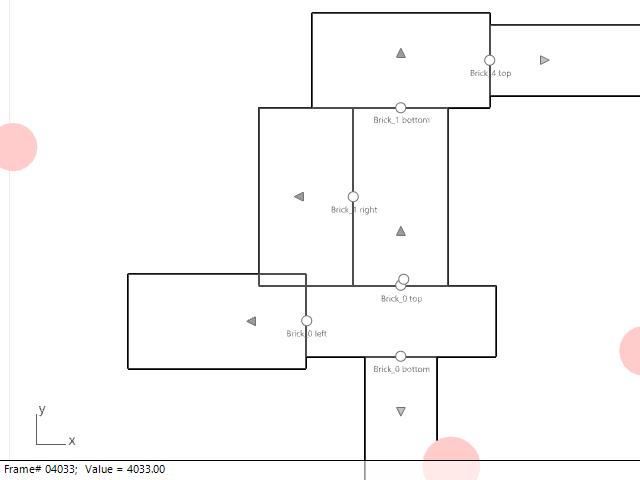 Brick_4 top
Brick_1 bottom
Brick_1 right
Brick_0 top
Brick_0 left
Brick_0 bottom
y
x
Frame# 04033; Value = 4033.00